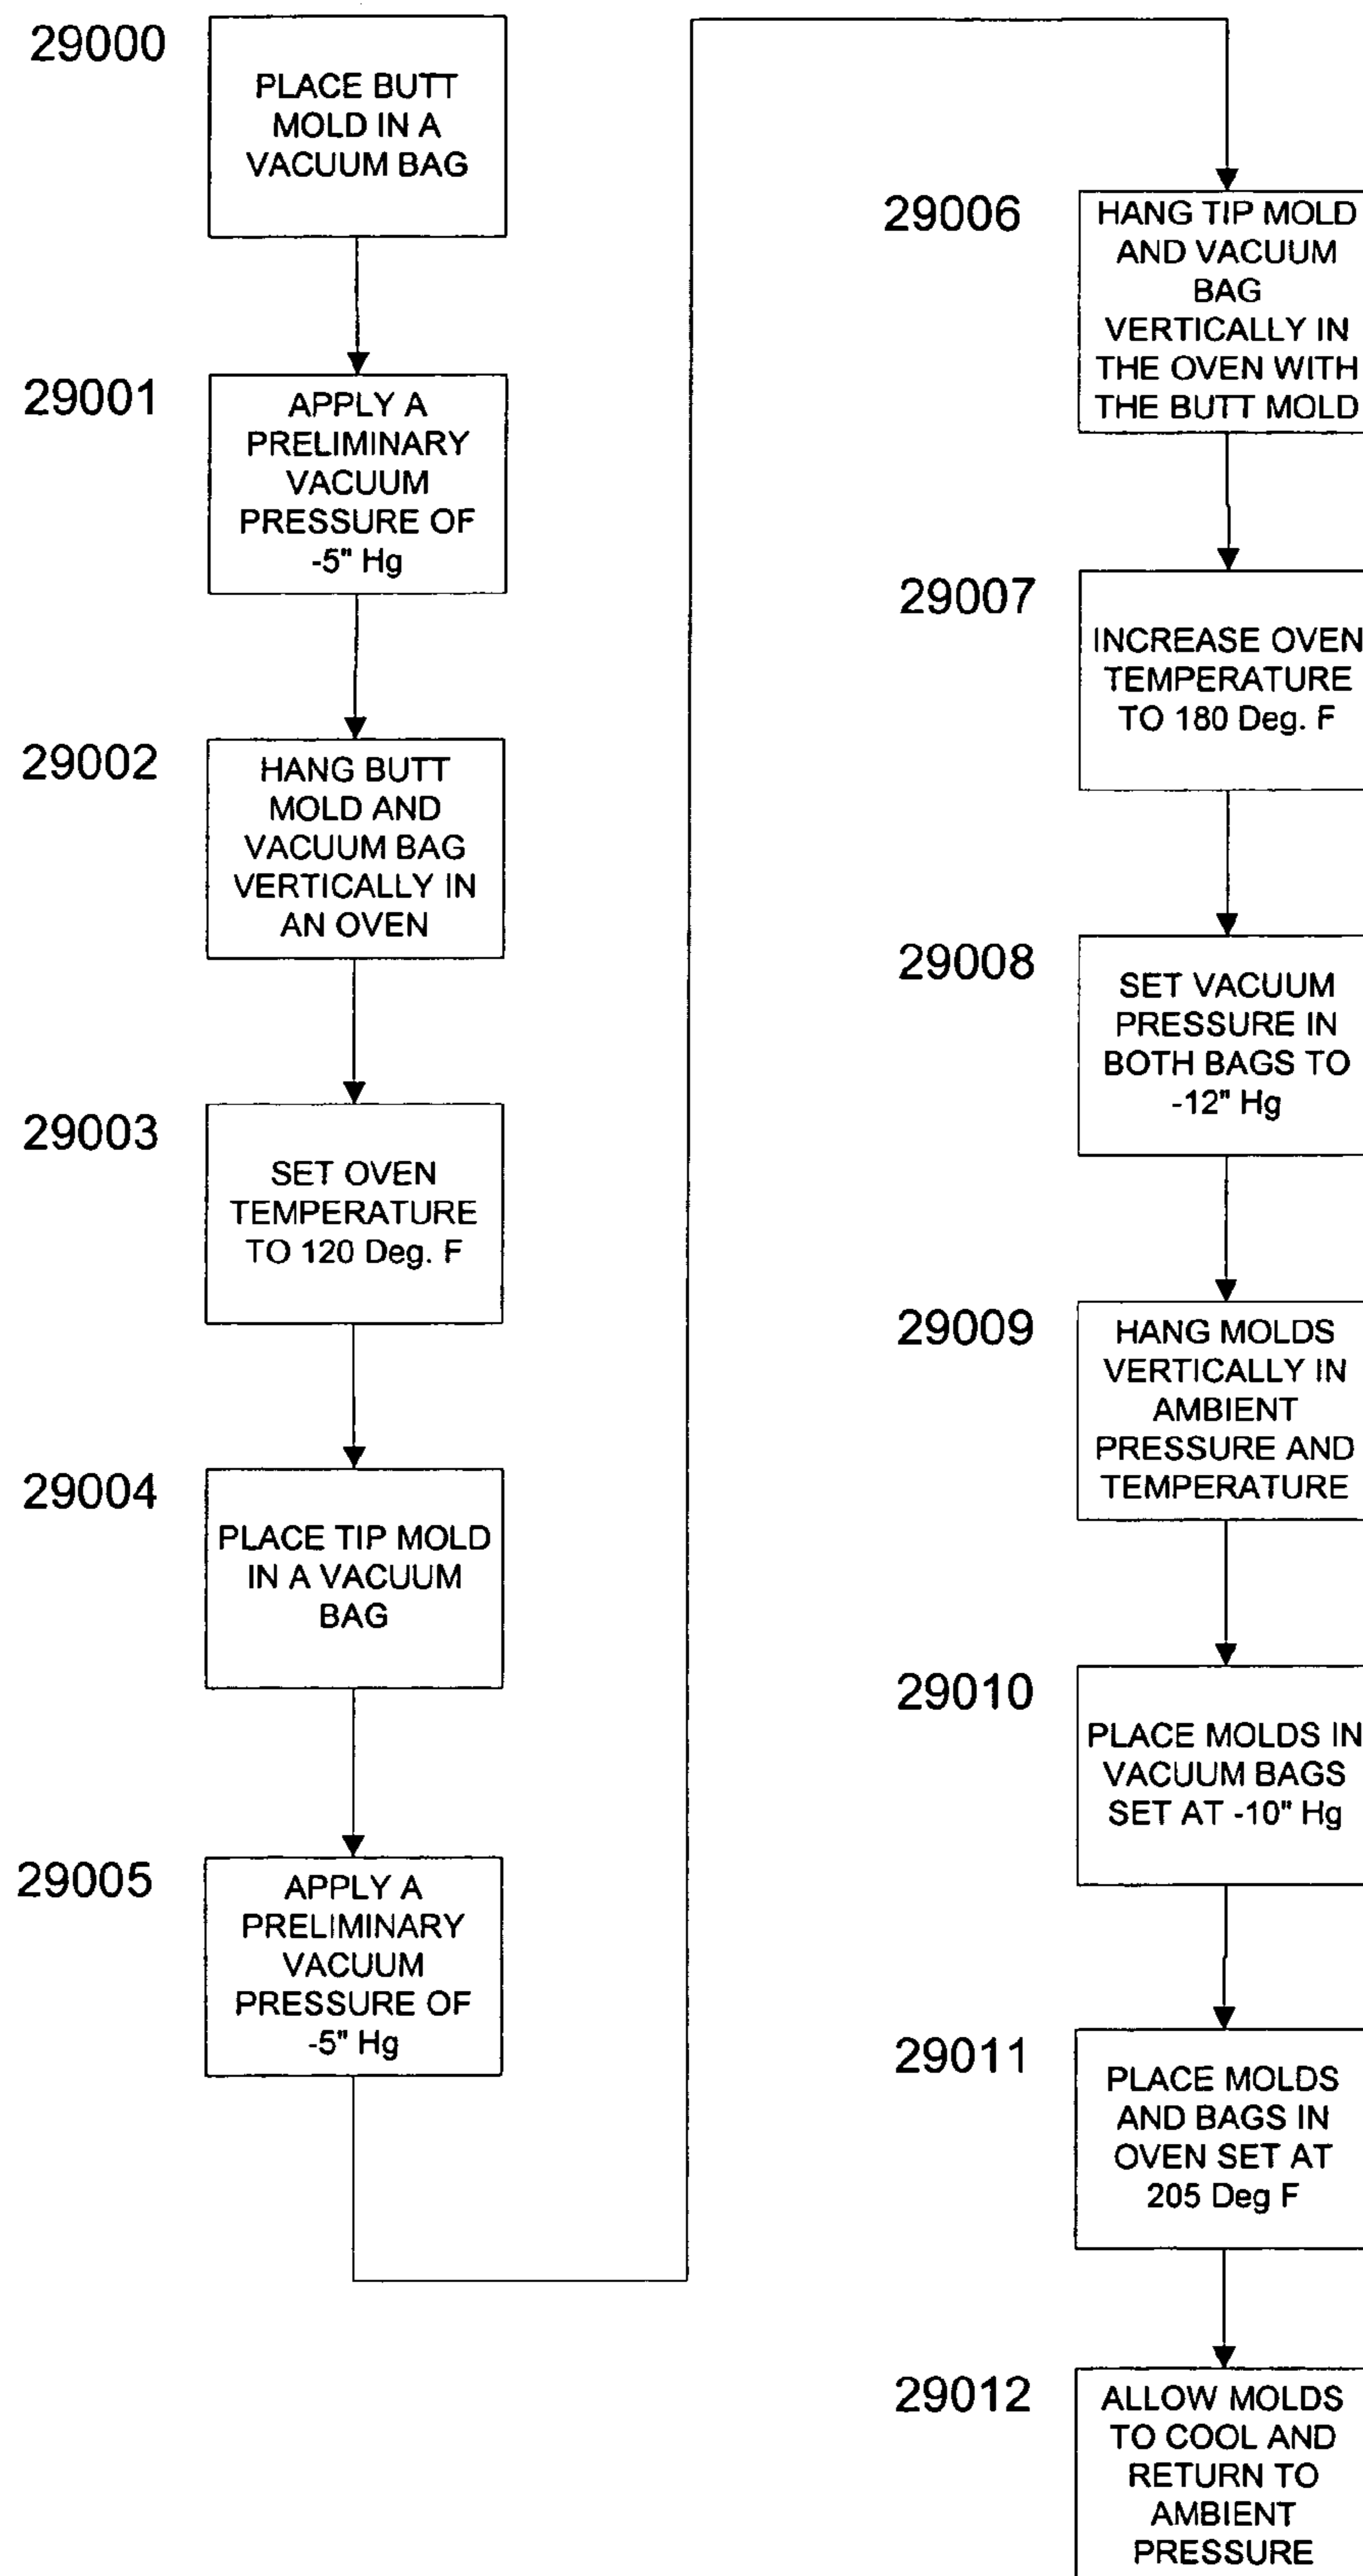 29000
PLACE BUTT
MOLD IN A
VACUUM BAG
29001
APPLY A
PRELIMINARY
VACUUM
PRESSURE OF
-5" Hg
29002
HANG BUTT
MOLD AND
VACUUM BAG
VERTICALLY IN
AN OVEN
29003
SET OVEN
TEMPERATURE
TO 120 Deg. F
29004
PLACE TIP MOLD
IN A VACUUM
BAG
29005
APPLY A
PRELIMINARY
VACUUM
PRESSURE OF
-5" Hg
29006
HANG TIP MOLD
AND VACUUM
BAG
VERTICALLY IN
THE OVEN WITH
THE BUTT MOLD
29007
INCREASE OVEN
TEMPERATURE
TO 180 Deg. F
29008
SET VACUUM
PRESSURE IN
BOTH BAGS TO
-12" Hg
29009
HANG MOLDS
VERTICALLY IN
AMBIENT
PRESSURE AND
TEMPERATURE
29010
PLACE MOLDS IN
VACUUM BAGS
SET AT -10" Hg
29011
PLACE MOLDS
AND BAGS IN
OVEN SET AT
205 Deg F
29012
ALLOW MOLDS
TO COOL AND
RETURN TO
AMBIENT
PRESSURE